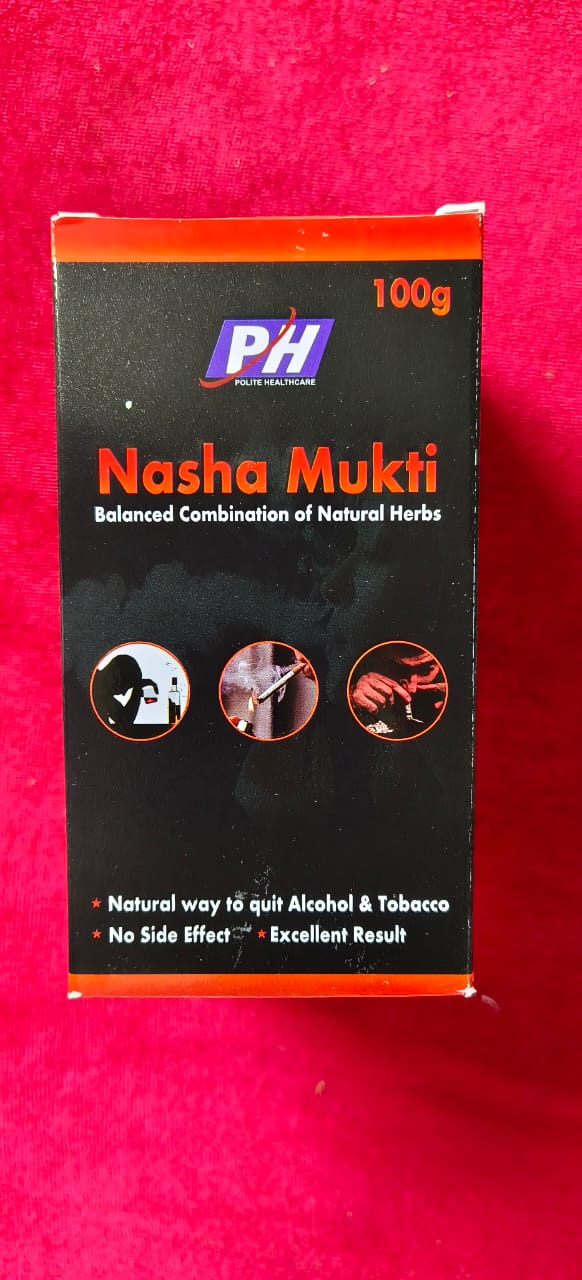 100g
PH
POLITE HEALTHCARE
Nasha Mukti
Balanced Combination of Natural Herbs
★ Natural way to quit Alcohol & Tobacco
★ No Side Effect ★ Excellent Result